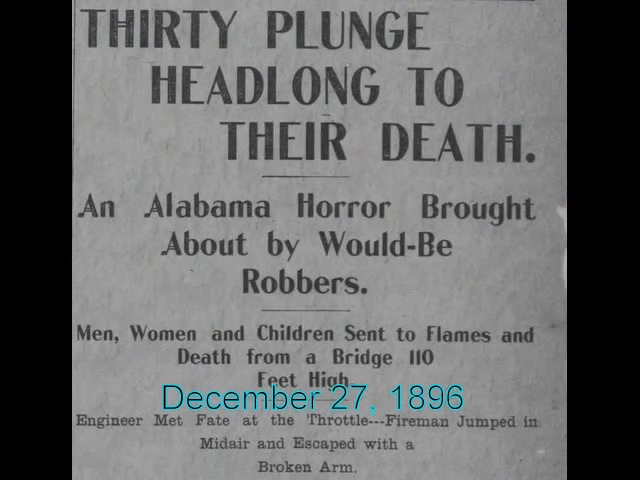 THIRTY PLUNGE
HEADLONG TO
THEIR DEATH.
An Alabama Horror Brought
About by Would-Be
Robbers.
Men, Women and Children Sent to Flames and
Death from a Bridge 110
Feet High.
December 27, 1896
Engineer Met Fate at the Throttle---Fireman Jumped in
Midair and Escaped with a
Broken Arm.